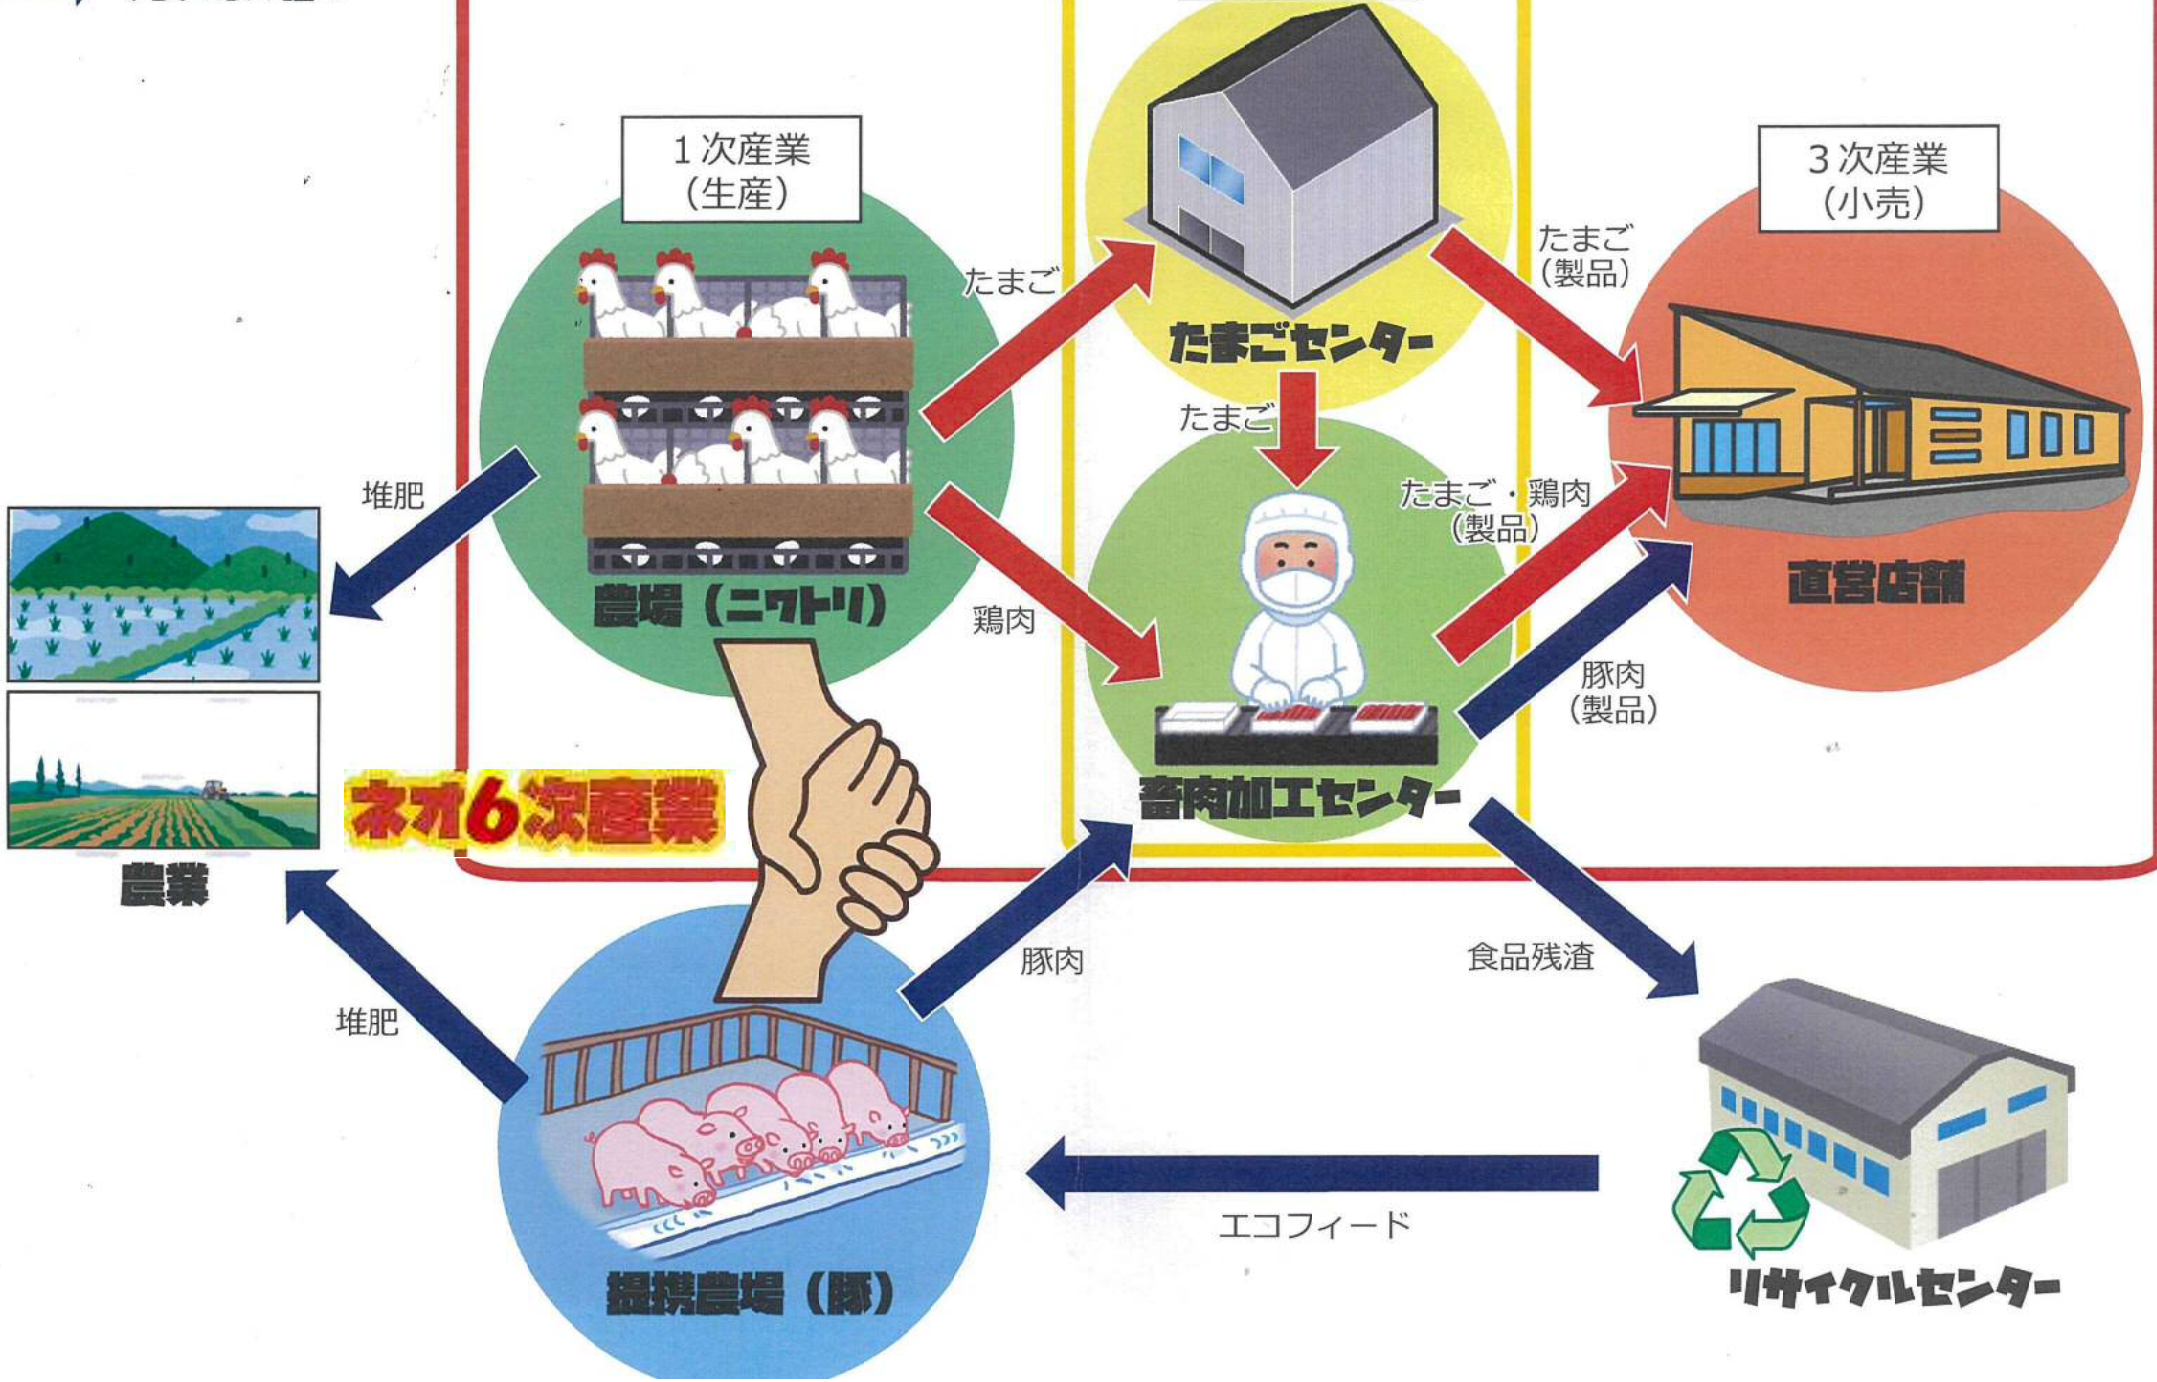 1次産業
(生産)
3次産業
(小売)
たまご
たまご
(製品)
たまごセンター
たまご
堆肥
たまご・鶏肉
(製品)
直営店舗
農場(ニワトリ)
鶏肉
豚肉
(製品)
ネオ6次産業
畜肉加工センター
農業
豚肉
食品残渣
堆肥
エコフィード
提携農場(豚)
リサイクルセンター